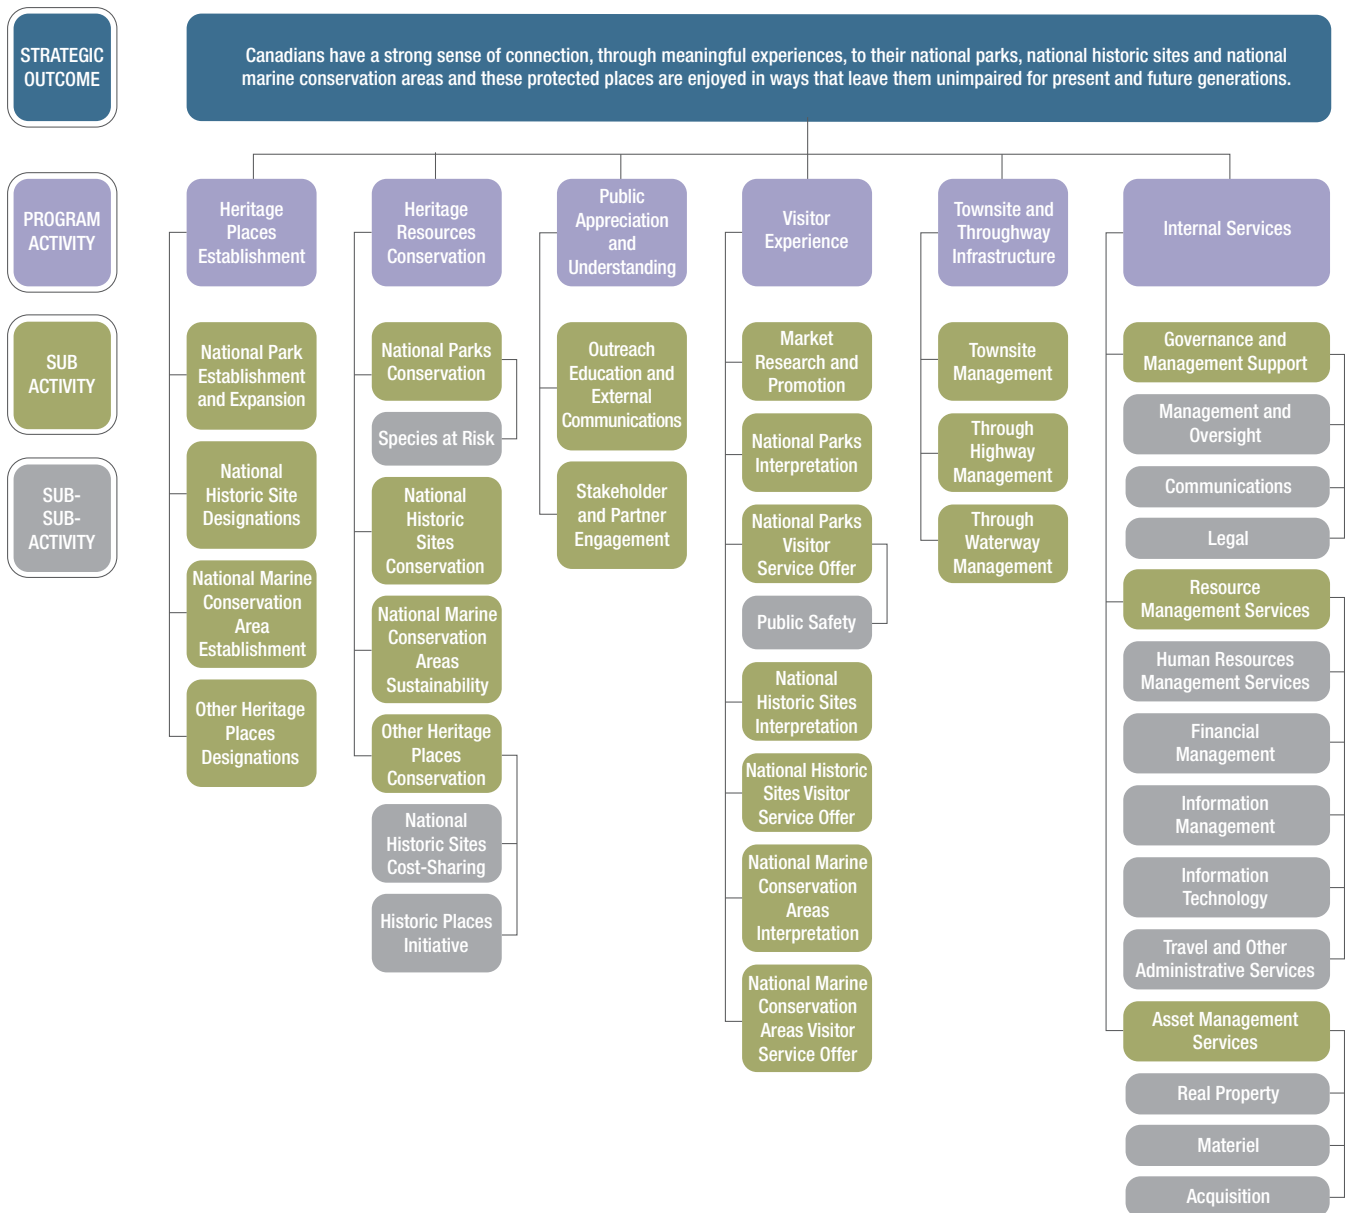 STRATEGIC
OUTCOME
Canadians have a strong sense of connection, through meaningful experiences, to their national parks, national historic sites and national
marine conservation areas and these protected places are enjoyed in ways that leave them unimpaired for present and future generations.
PROGRAM
ACTIVITY
Heritage
Places
Establishment
Heritage
Resources
Conservation
Public
Appreciation
and
Understanding
Visitor
Experience
Townsite and
Throughway
Infrastructure
Internal Services
SUB
ACTIVITY
SUB-
SUB-
ACTIVITY
National Park
Establishment
and Expansion
National
Historic Site
Designations
National Marine
Conservation
Area
Establishment
Other Heritage
Places
Designations
National Parks
Conservation
Species at Risk
National
Historic
Sites
Conservation
National Marine
Conservation
Areas
Sustainability
Other Heritage
Places
Conservation
National
Historic Sites
Cost-Sharing
Historic Places
Initiative
Outreach
Education and
External
Communications
Stakeholder
and Partner
Engagement
Market
Research and
Promotion
National Parks
Interpretation
National Parks
Visitor
Service Offer
Public Safety
National
Historic Sites
Interpretation
National Historic
Sites Visitor
Service Offer
National Marine
Conservation
Areas
Interpretation
National Marine
Conservation
Areas Visitor
Service Offer
Townsite
Management
Through
Highway
Management
Through
Waterway
Management
Governance and
Management Support
Management and
Oversight
Communications
Legal
Resource
Management Services
Human Resources
Management Services
Financial
Management
Information
Management
Information
Technology
Travel and Other
Administrative Services
Asset Management
Services
Real Property
Materiel
Acquisition